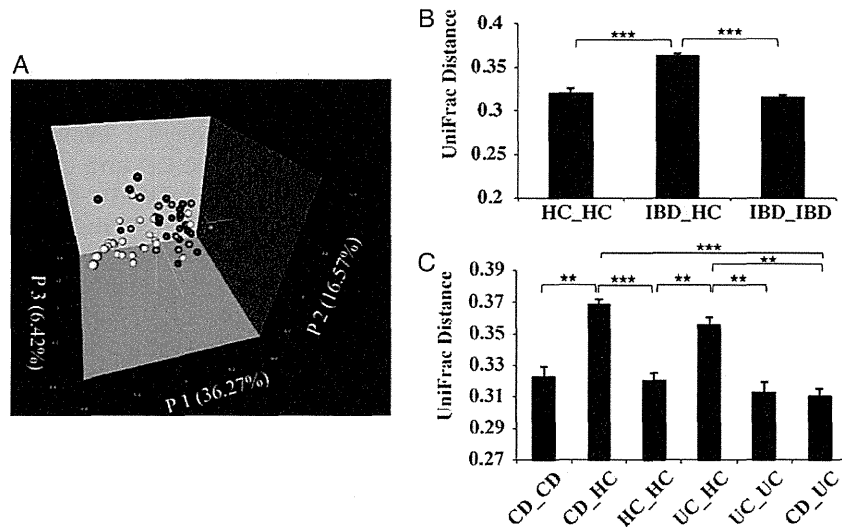 A
P 3 (6.42%)
P 1 (36.27%)
P 2 (16.57%)
B
UniFrac Distance
0.4
0.35
0.3
0.25
0.2
***
***
HC_HC
IBD_HC
IBD_IBD
C
UniFrac Distance
0.39
0.37
0.35
0.33
0.31
0.29
0.27
***
**
**
***
**
**
CD_CD
CD_HC
HC_HC
UC_HC
UC_UC
CD_UC